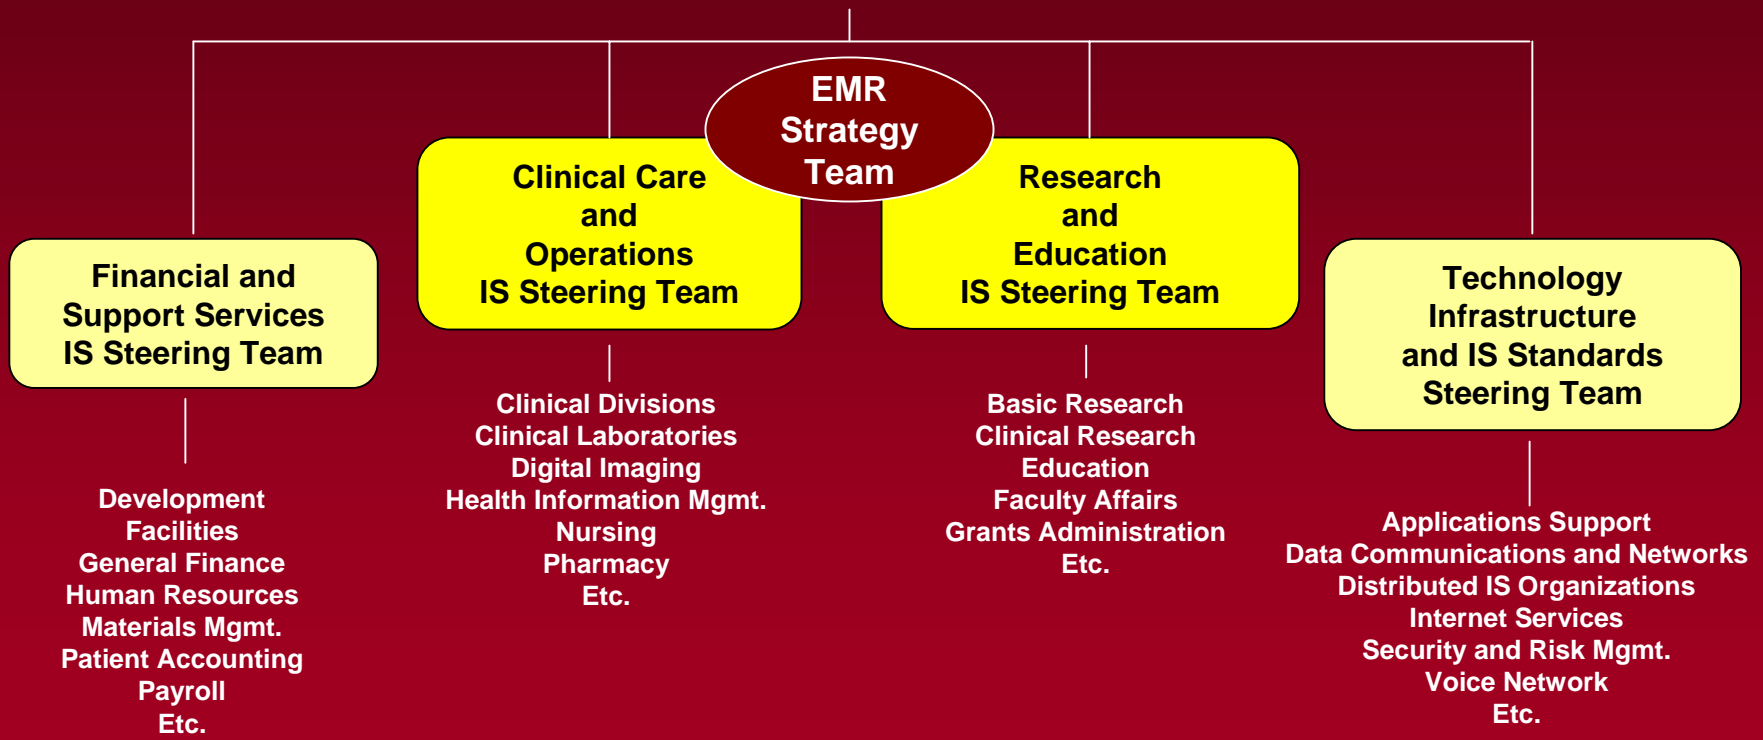 EMR
Strategy
Team
Financial and
Support Services
IS Steering Team
Development
Facilities
General Finance
Human Resources
Materials Mgmt.
Patient Accounting
Payroll
Etc.
Clinical Care
and
Operations
IS Steering Team
Clinical Divisions
Clinical Laboratories
Digital Imaging
Health Information Mgmt.
Nursing
Pharmacy
Etc.
Research
and
Education
IS Steering Team
Basic Research
Clinical Research
Education
Faculty Affairs
Grants Administration
Etc.
Technology
Infrastructure
and IS Standards
Steering Team
Applications Support
Data Communications and Networks
Distributed IS Organizations
Internet Services
Security and Risk Mgmt.
Voice Network
Etc.